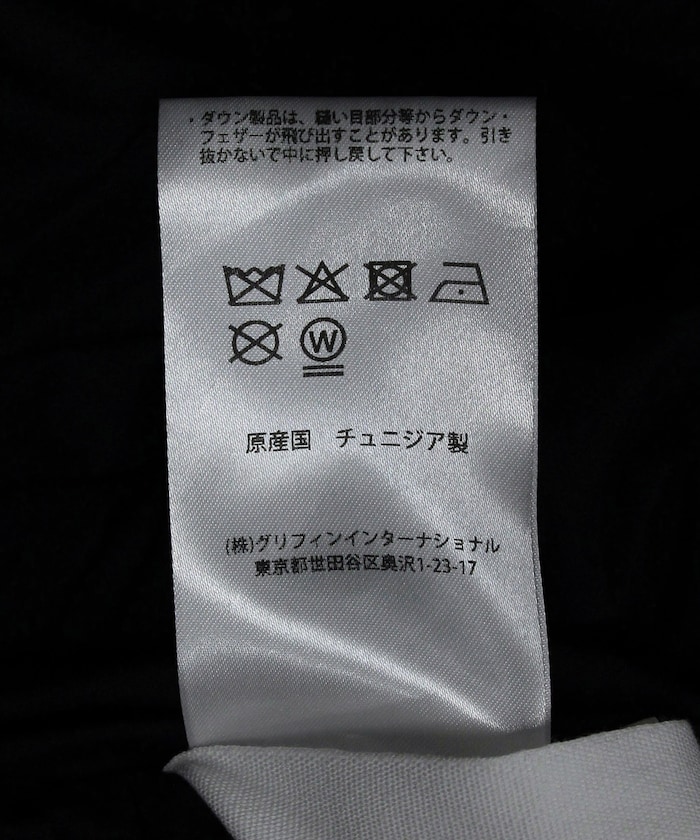 ・ダウン製品は、縫い目部分等からダウン・
フェザーが飛び出すことがあります。引き
抜かないで中に押し戻して下さい。
W
原産国　チュニジア製
(株)グリフィンインターナショナル
東京都世田谷区奥沢1-23-17